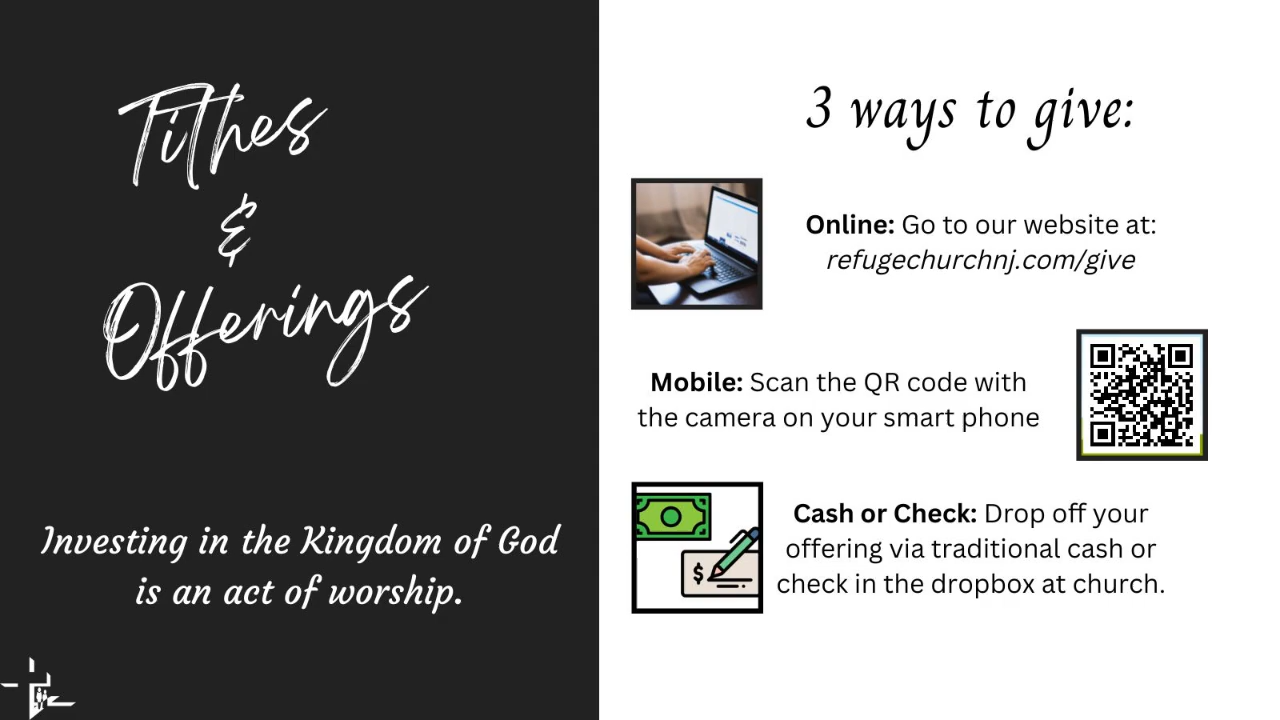 Tithes
&
Offerings
Investing in the Kingdom of God
is an act of worship.
3 ways to give:
Online: Go to our website at:
refugechurchnj.com/give
Mobile: Scan the QR code with
the camera on your smart phone
$
Cash or Check: Drop off your
offering via traditional cash or
check in the dropbox at church.